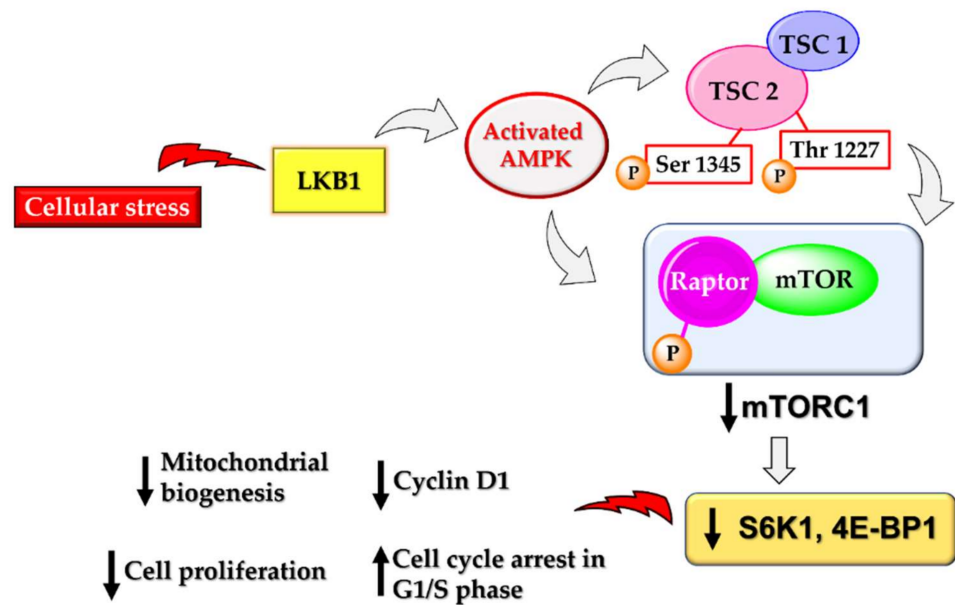 TSC 1
TSC 2
Activated
AMPK
LKB1
Cellular stress
P
Ser 1345
P
Thr 1227
Raptor
mTOR
P
mTORC1
Mitochondrial
biogenesis
Cyclin D1
S6K1, 4E-BP1
Cell proliferation
Cell cycle arrest in
G1/S phase